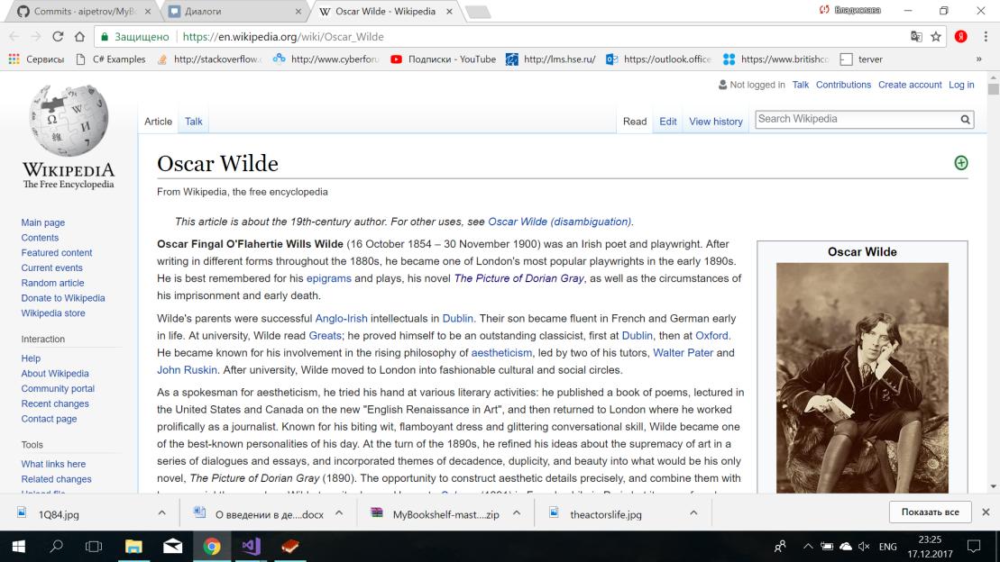 Commits · aipetrov/MyBo
Диалоги
Oscar Wilde - Wikipedia
Владислава
Защищено https://en.wikipedia.org/wiki/Oscar_Wilde
Сервисы C# Examples http://stackoverflow. http://www.cyberforu Подписки - YouTube http://lms.hse.ru/ https://outlook.office https://www.britishco terver »
Not logged in Talk Contributions Create account Log in
Article Talk Read Edit View history Search Wikipedia
WIKIPEDIA
The Free Encyclopedia
Main page
Contents
Featured content
Current events
Random article
Donate to Wikipedia
Wikipedia store
Interaction
Help
About Wikipedia
Community portal
Recent changes
Contact page
Tools
What links here
Related changes
Upload file
Oscar Wilde
From Wikipedia, the free encyclopedia
This article is about the 19th-century author. For other uses, see Oscar Wilde (disambiguation).
Oscar Fingal O'Flahertie Wills Wilde (16 October 1854 – 30 November 1900) was an Irish poet and playwright. After
writing in different forms throughout the 1880s, he became one of London's most popular playwrights in the early 1890s.
He is best remembered for his epigrams and plays, his novel The Picture of Dorian Gray, as well as the circumstances of
his imprisonment and early death.
Wilde's parents were successful Anglo-Irish intellectuals in Dublin. Their son became fluent in French and German early
in life. At university, Wilde read Greats; he proved himself to be an outstanding classicist, first at Dublin, then at Oxford.
He became known for his involvement in the rising philosophy of aestheticism, led by two of his tutors, Walter Pater and
John Ruskin. After university, Wilde moved to London into fashionable cultural and social circles.
As a spokesman for aestheticism, he tried his hand at various literary activities: he published a book of poems, lectured in
the United States and Canada on the new "English Renaissance in Art", and then returned to London where he worked
prolifically as a journalist. Known for his biting wit, flamboyant dress and glittering conversational skill, Wilde became one
of the best-known personalities of his day. At the turn of the 1890s, he refined his ideas about the supremacy of art in a
series of dialogues and essays, and incorporated themes of decadence, duplicity, and beauty into what would be his only
novel, The Picture of Dorian Gray (1890). The opportunity to construct aesthetic details precisely, and combine them with
Oscar Wilde
1Q84.jpg
О введении в де....docx
MyBookshelf-mast....zip
theactorslife.jpg
Показать все
ENG
23:25
17.12.2017